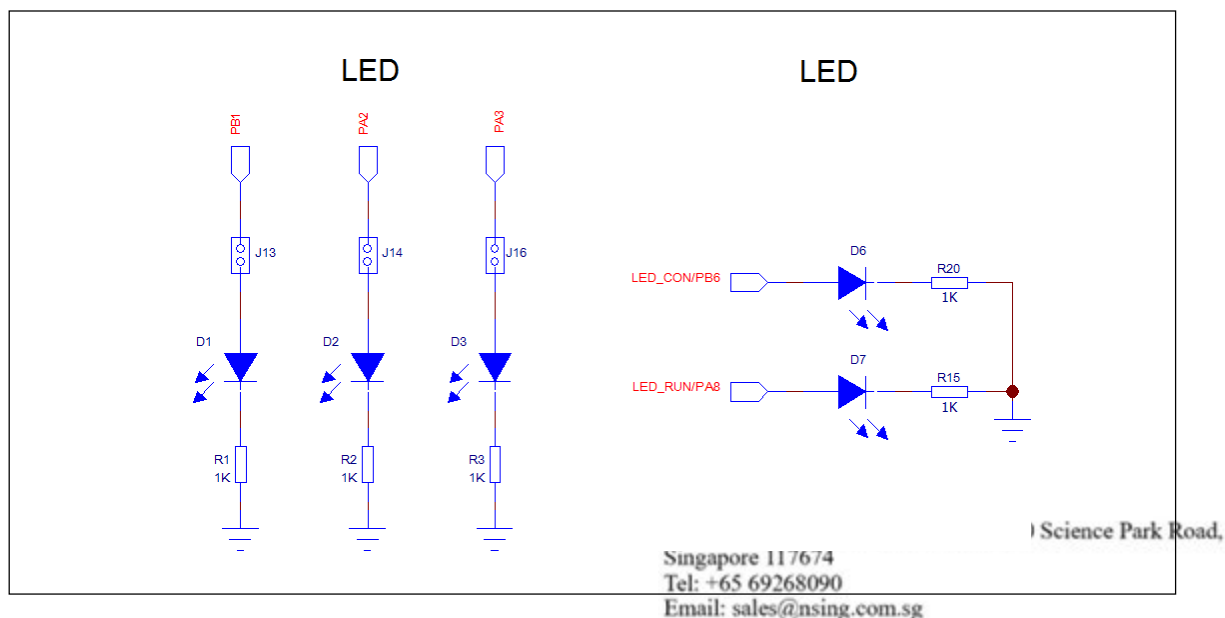 LED
LED
PB1
PA2
PA3
J13
J14
J16
D1
D2
D3
R1
1K
R2
1K
R3
1K
LED_CON/PB6
D6
R20
1K
LED_RUN/PA8
D7
R15
1K
Science Park Road,
Singapore 117674
Tel: +65 69268090
Email: sales@nsing.com.sg